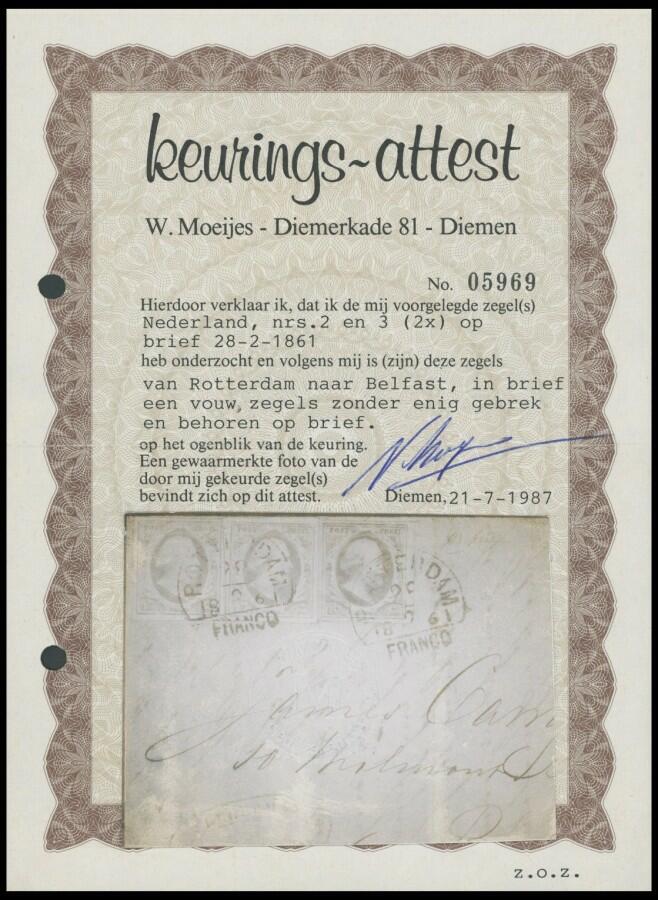 keurings~attest
W. Moeijes - Diemerkade 81 - Diemen
No. 05969
Hierdoor verklaar ik, dat ik de mij voorgelegde zegel(s)
Nederland, nrs.2 en 3 (2x) op
brief 28-2-1861
heb onderzocht en volgens mij is (zijn) deze zegels
van Rotterdam naar Belfast, in brief
een vouw, zegels zonder enig gebrek
en behoren op brief.
op het ogenblik van de keuring.
Een gewaarmerkte foto van de
door mij gekeurde zegel(s)
bevindt zich op dit attest.
Diemen, 21-7-1987
FRANCO
FRANCO
James
z.o.z.